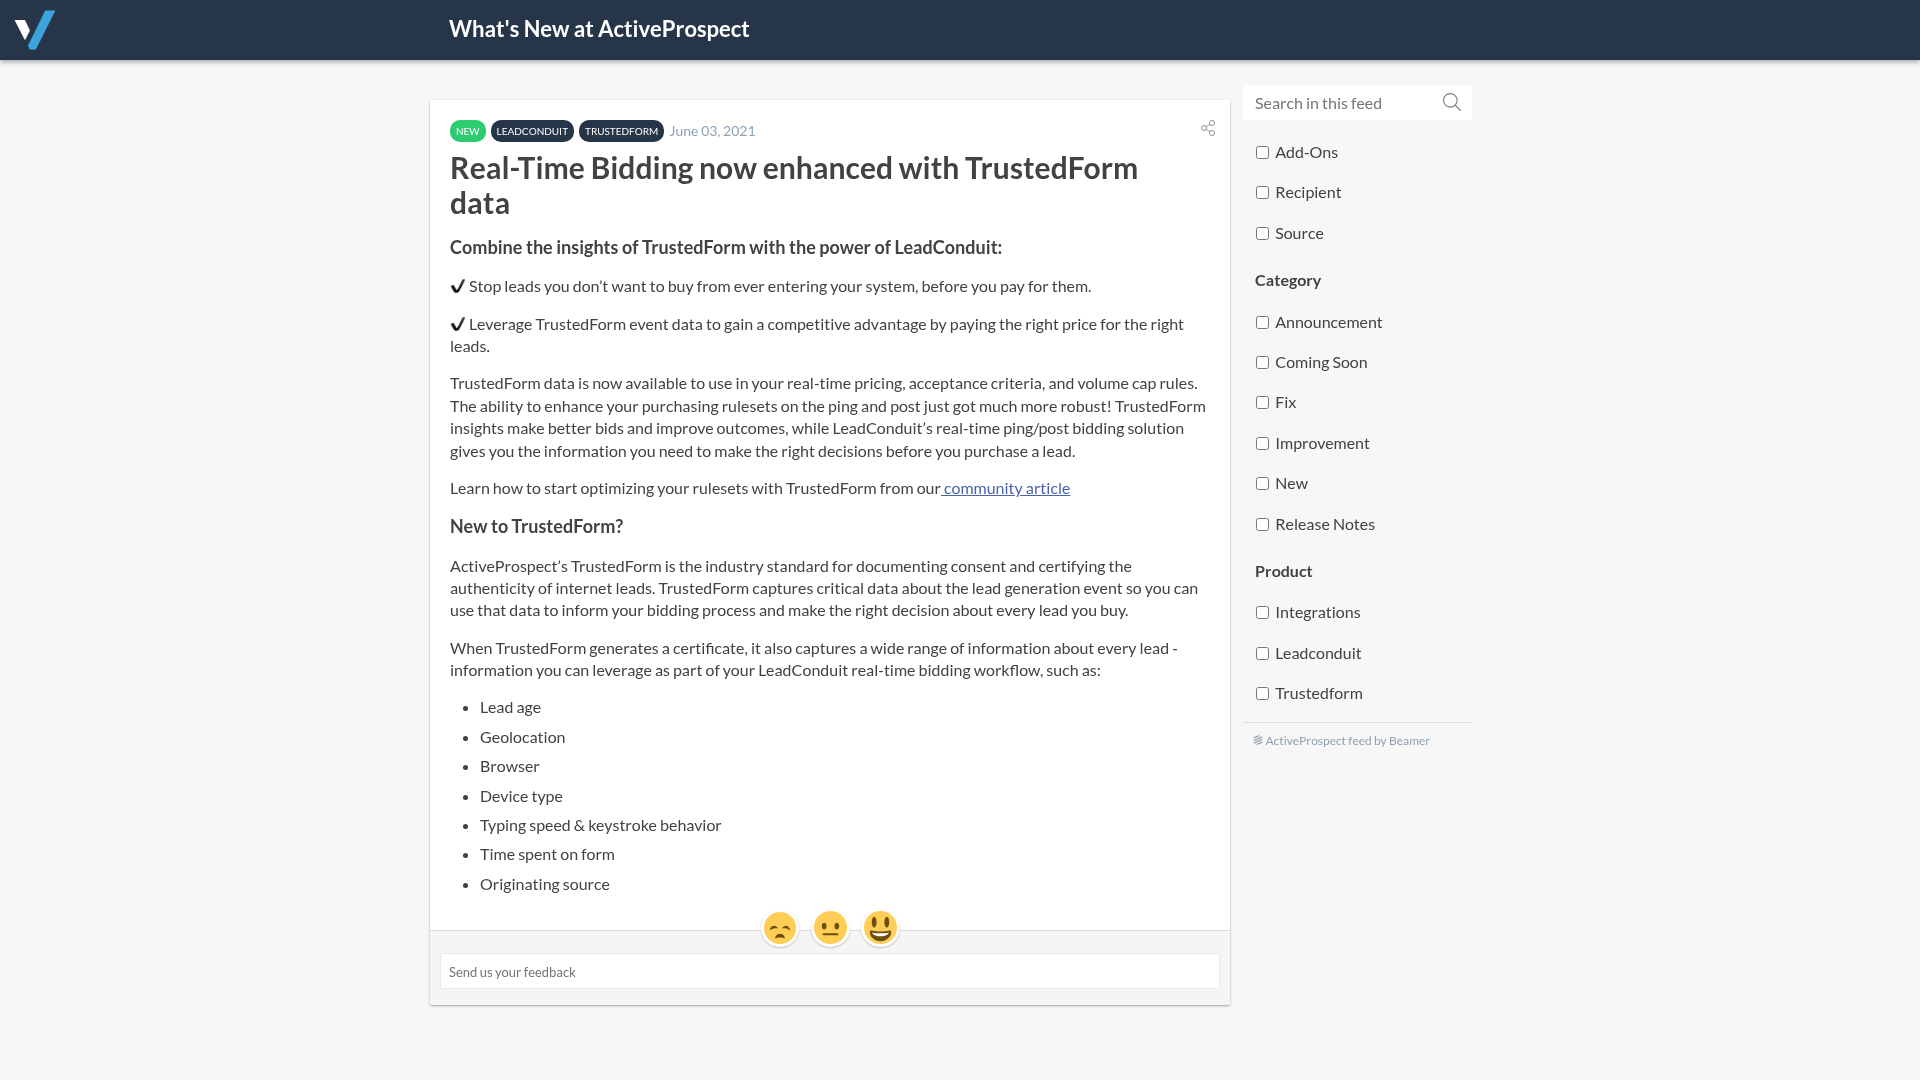 What's New at ActiveProspect
NEW LEADCONDUIT TRUSTEDFORM June 03, 2021
Real-Time Bidding now enhanced with TrustedForm
data
Combine the insights of TrustedForm with the power of LeadConduit:
✔ Stop leads you don’t want to buy from ever entering your system, before you pay for them.
✔ Leverage TrustedForm event data to gain a competitive advantage by paying the right price for the right
leads.
TrustedForm data is now available to use in your real-time pricing, acceptance criteria, and volume cap rules.
The ability to enhance your purchasing rulesets on the ping and post just got much more robust! TrustedForm
insights make better bids and improve outcomes, while LeadConduit’s real-time ping/post bidding solution
gives you the information you need to make the right decisions before you purchase a lead.
Learn how to start optimizing your rulesets with TrustedForm from our community article
New to TrustedForm?
ActiveProspect’s TrustedForm is the industry standard for documenting consent and certifying the
authenticity of internet leads. TrustedForm captures critical data about the lead generation event so you can
use that data to inform your bidding process and make the right decision about every lead you buy.
When TrustedForm generates a certificate, it also captures a wide range of information about every lead -
information you can leverage as part of your LeadConduit real-time bidding workflow, such as:
• Lead age
• Geolocation
• Browser
• Device type
• Typing speed & keystroke behavior
• Time spent on form
• Originating source
Send us your feedback
Search in this feed
Add-Ons
Recipient
Source
Category
Announcement
Coming Soon
Fix
Improvement
New
Release Notes
Product
Integrations
Leadconduit
Trustedform
ActiveProspect feed by Beamer